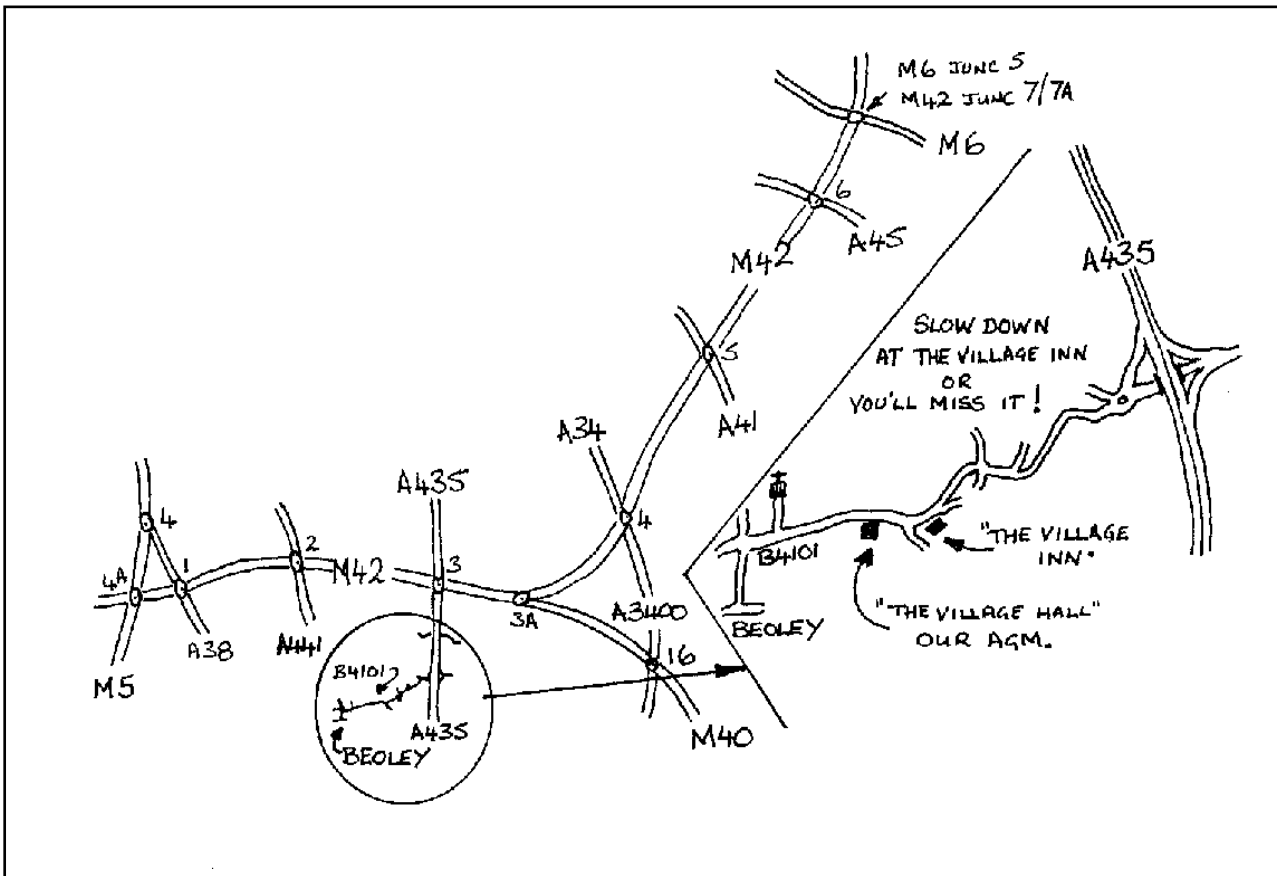 M6 JUNC 5
M42 JUNC 7/7A
M6
6
A45
M42
A435
SLOW DOWN
AT THE VILLAGE INN
OR
YOU'LL MISS IT!
5
A41
A34
4
A435
4
2
1
4A
M42
3
3A
A3400
16
A38
A441
M5
B4101
A435
BEOLEY
M40
B4101
"THE VILLAGE
INN"
"THE VILLAGE HALL"
OUR AGM.
BEOLEY